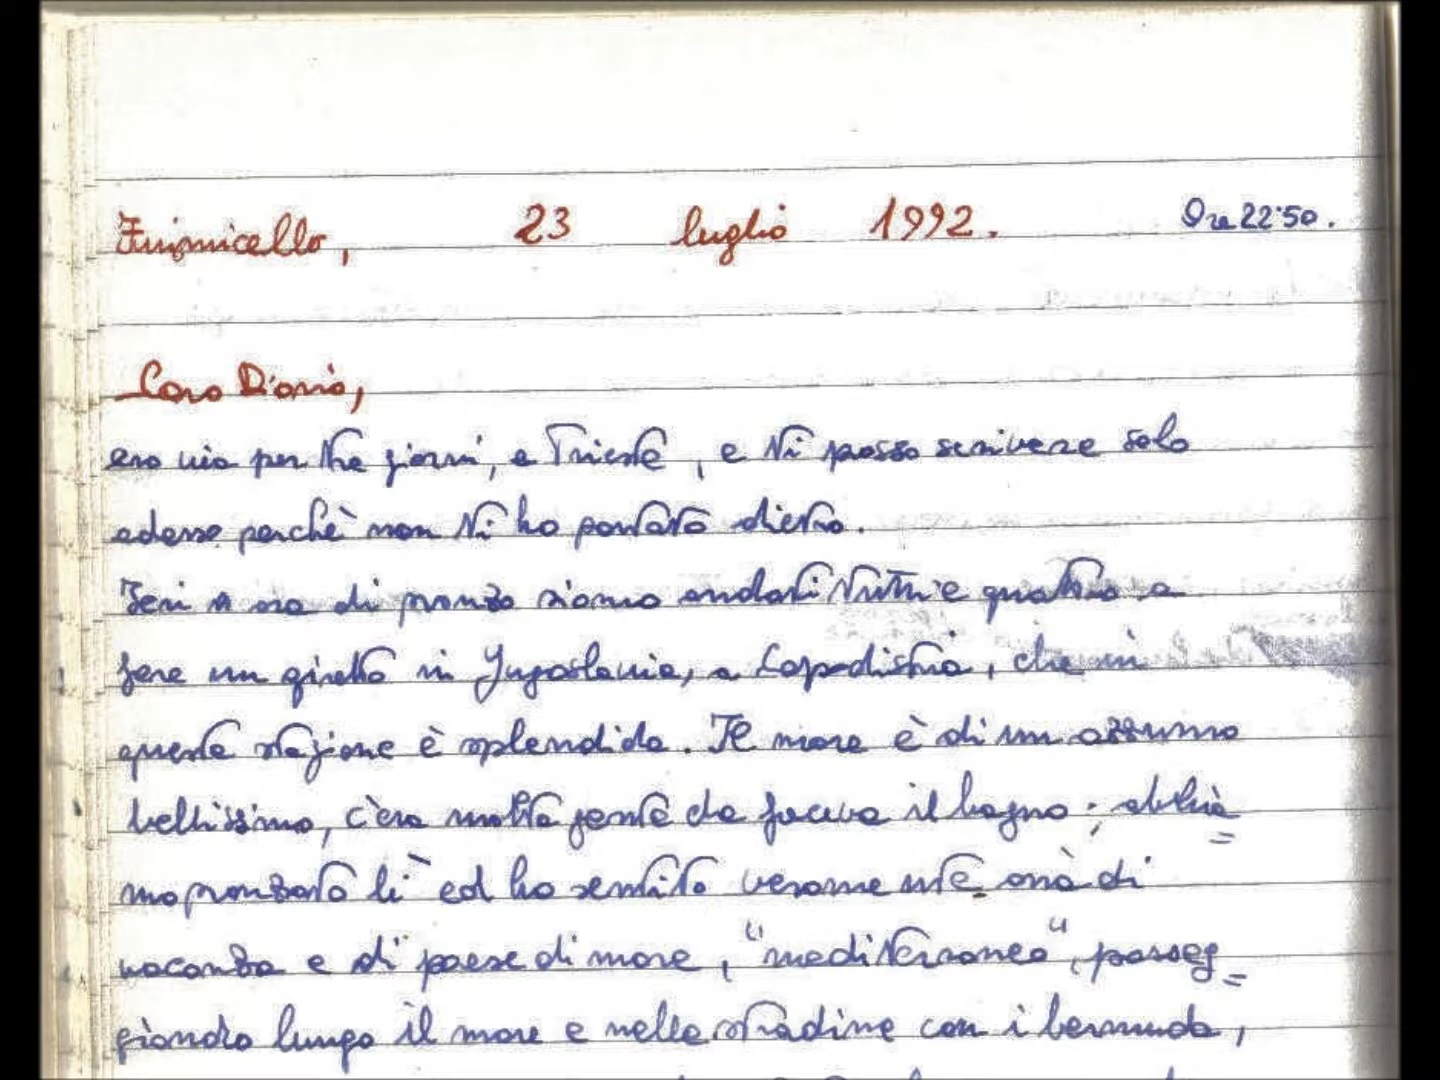 Fiumicello, 23 luglio 1992. Ore 22:50.
Caro Diario,
ero via per tre giorni, a Trieste, e ti posso scrivere solo
adesso perchè non ti ho portato dietro.
Ieri a ora di pranzo siamo andati tutti e quattro a
fare un giretto in Jugoslavia, a Capodistria, che in
questa stagione è splendida. Il mare è di un azzurro
bellissimo, c'era molta gente che faceva il bagno; abbia=
mo pranzato lì ed ho sentito veramente aria di
vacanza e di paese di mare, "mediterraneo", passeg=
giando lungo il mare e nelle stradine con i bermuda,